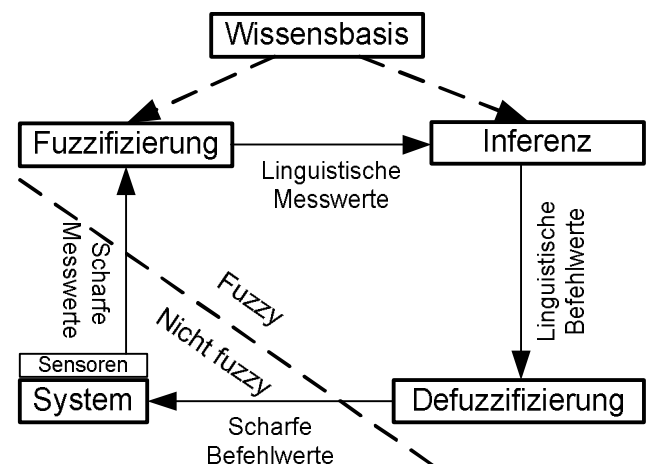 Wissensbasis
Fuzzifizierung
Inferenz
Linguistische
Messwerte
Scharfe
Messwerte
Linguistische
Befehlwerte
Fuzzy
Nicht fuzzy
Sensoren
System
Defuzzifizierung
Scharfe
Befehlwerte